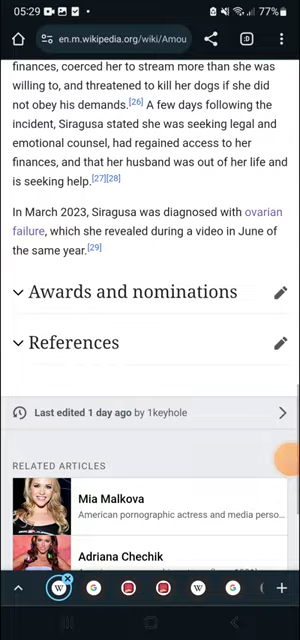 05:29
77%
en.m.wikipedia.org/wiki/Amou
:D
finances, coerced her to stream more than she was
willing to, and threatened to kill her dogs if she did
not obey his demands.[26] A few days following the
incident, Siragusa stated she was seeking legal and
emotional counsel, had regained access to her
finances, and that her husband was out of her life and
is seeking help.[27][28]
In March 2023, Siragusa was diagnosed with ovarian
failure, which she revealed during a video in June of
the same year.[29]
Awards and nominations
References
Last edited 1 day ago by 1keyhole
RELATED ARTICLES
Mia Malkova
American pornographic actress and media perso...
Adriana Chechik